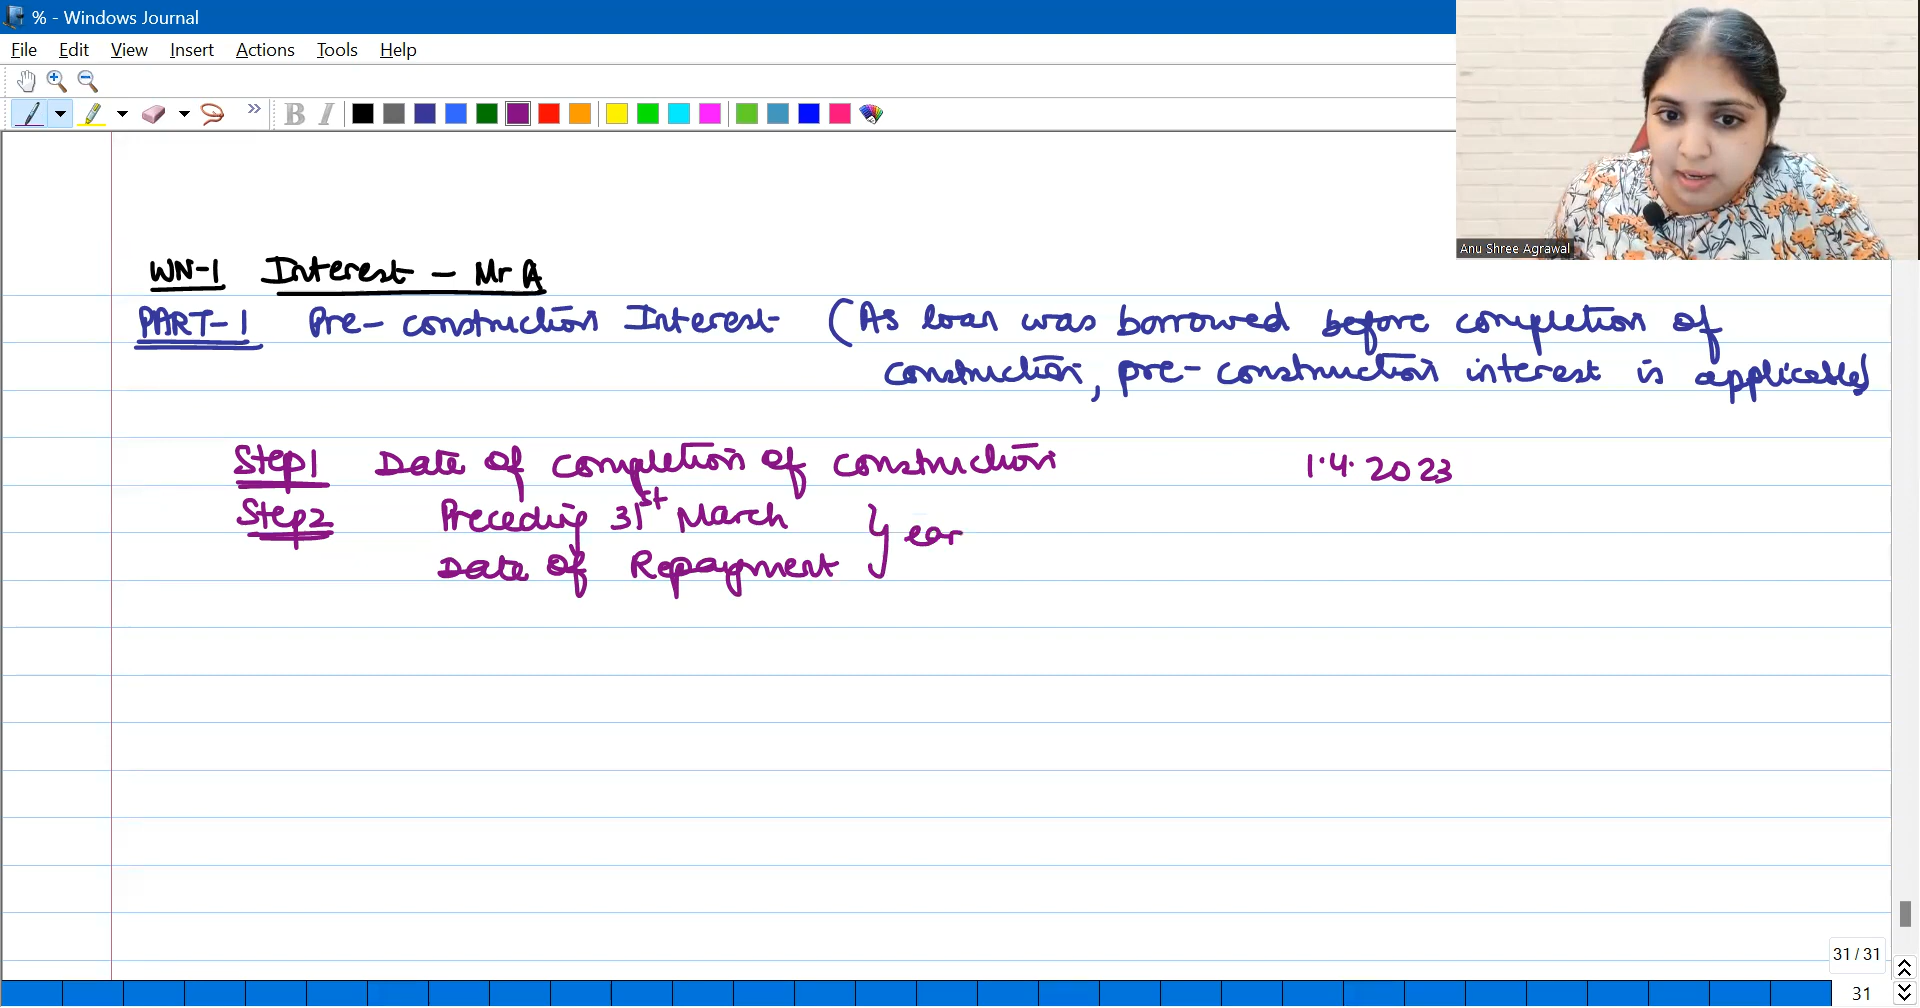 % - Windows Journal
File Edit View Insert Actions Tools Help
B I
Anu Shree Agrawal
WN-1 Interest - Mr A
PART-1 Pre-construction Interest (As loan was borrowed before completion of
construction, pre-construction interest is applicable)
Step1 Date of completion of construction 1.4.2023
Step2 Preceding 31st March } ear
Date of Repayment
31 / 31
31